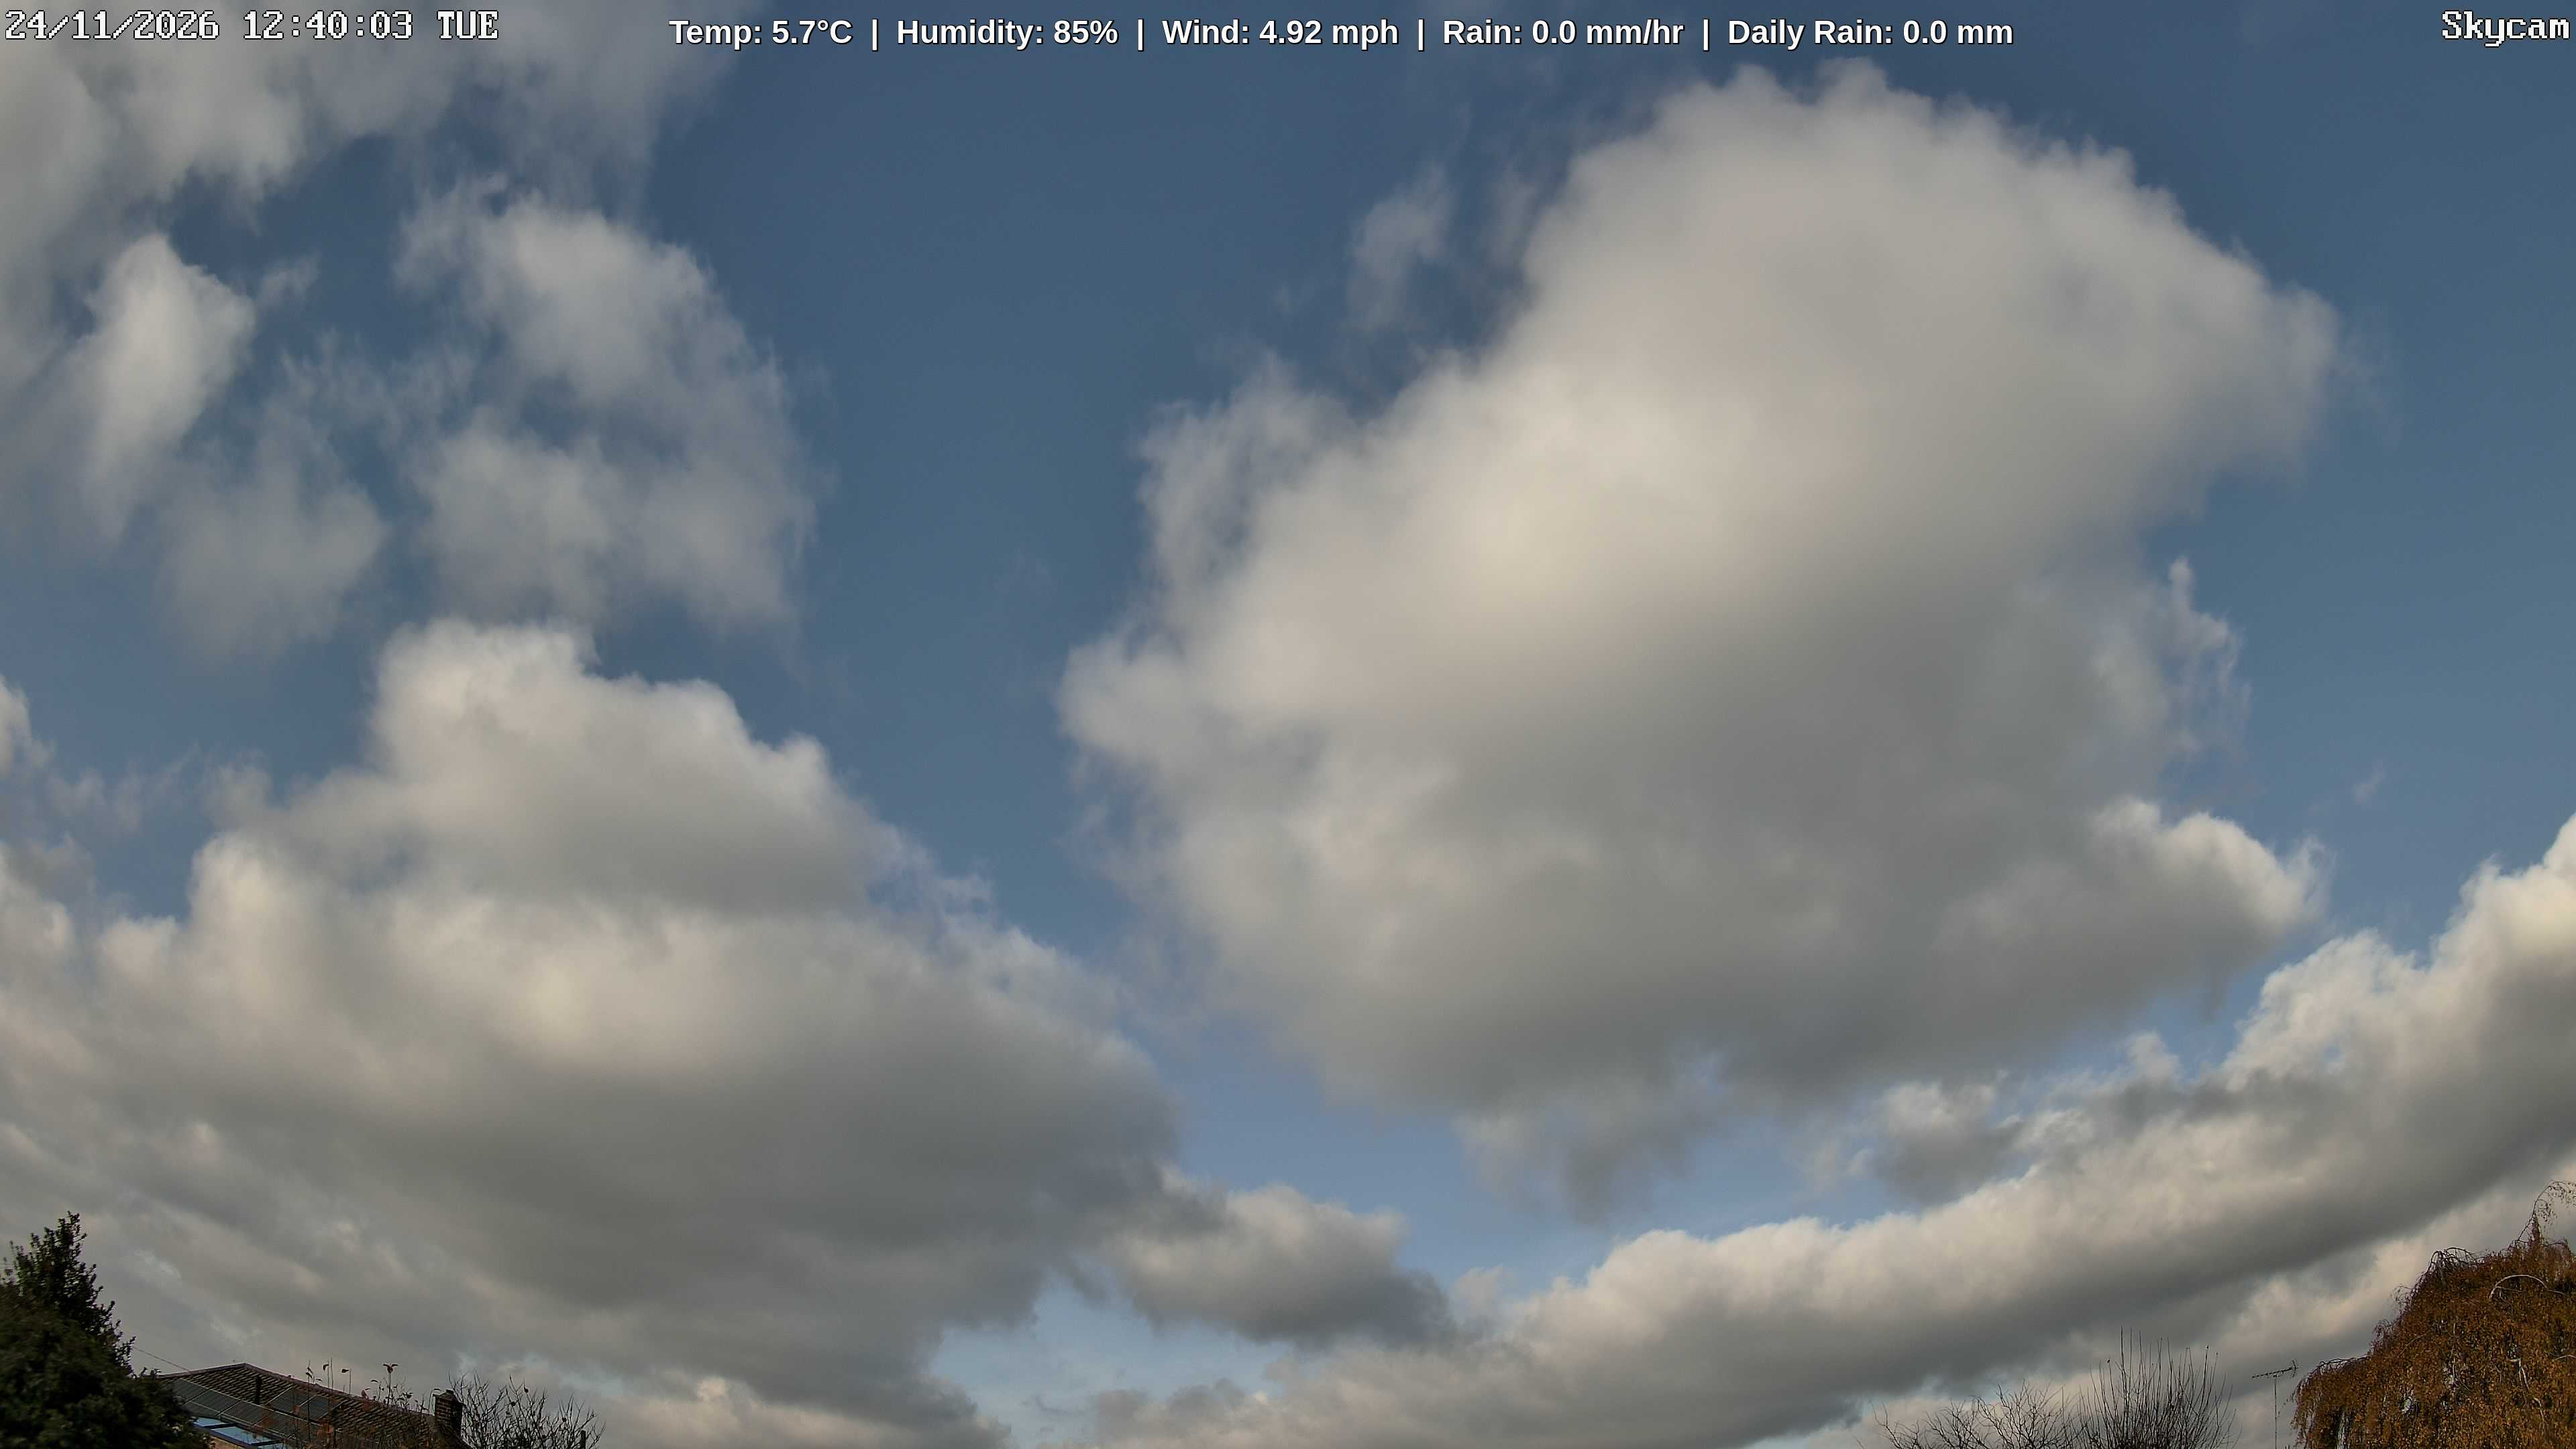 24/11/2026 12:40:03 TUE
Temp: 5.7°C | Humidity: 85% | Wind: 4.92 mph | Rain: 0.0 mm/hr | Daily Rain: 0.0 mm
Skycam